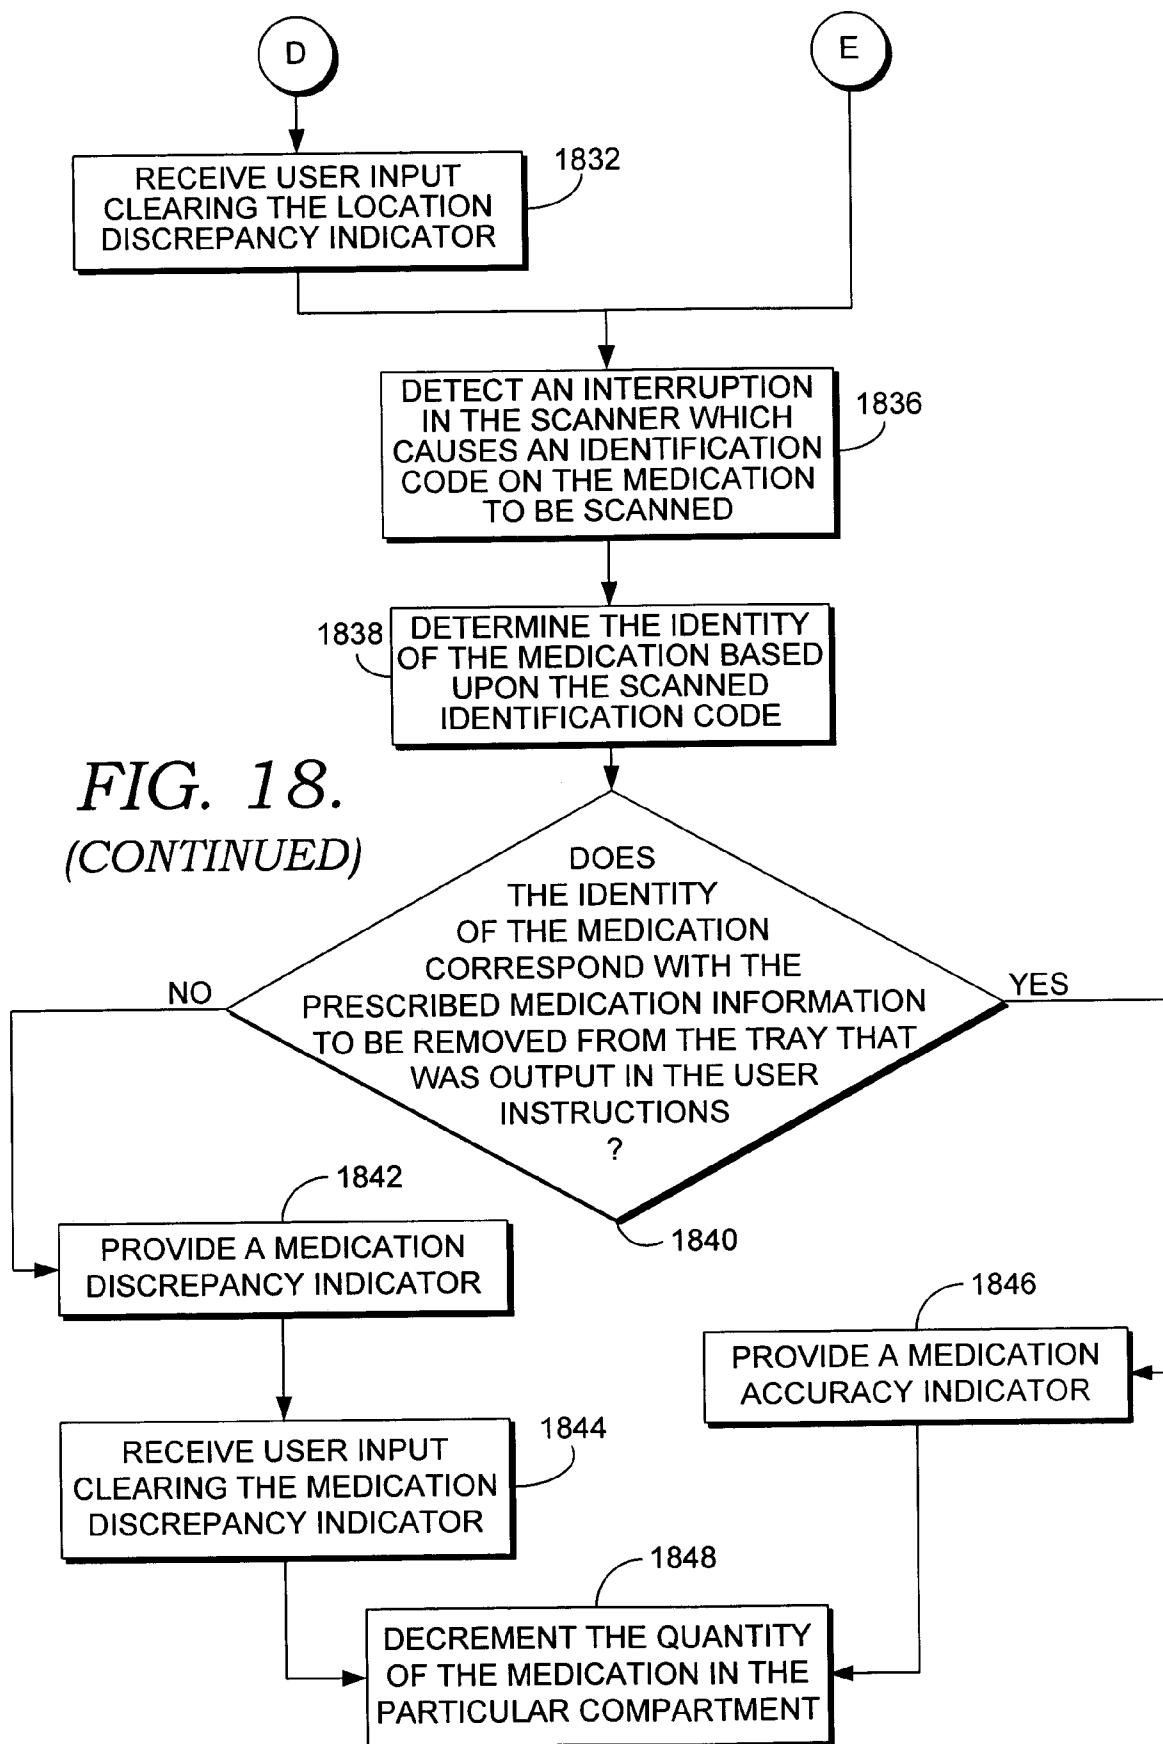 D
E
RECEIVE USER INPUT
CLEARING THE LOCATION
DISCREPANCY INDICATOR
1832
DETECT AN INTERRUPTION
IN THE SCANNER WHICH
CAUSES AN IDENTIFICATION
CODE ON THE MEDICATION
TO BE SCANNED
1836
1838
DETERMINE THE IDENTITY
OF THE MEDICATION BASED
UPON THE SCANNED
IDENTIFICATION CODE
FIG. 18.
(CONTINUED)
DOES
THE IDENTITY
OF THE MEDICATION
CORRESPOND WITH THE
PRESCRIBED MEDICATION INFORMATION
TO BE REMOVED FROM THE TRAY THAT
WAS OUTPUT IN THE USER
INSTRUCTIONS
?
NO
YES
1840
1842
PROVIDE A MEDICATION
DISCREPANCY INDICATOR
1846
PROVIDE A MEDICATION
ACCURACY INDICATOR
1844
RECEIVE USER INPUT
CLEARING THE MEDICATION
DISCREPANCY INDICATOR
1848
DECREMENT THE QUANTITY
OF THE MEDICATION IN THE
PARTICULAR COMPARTMENT